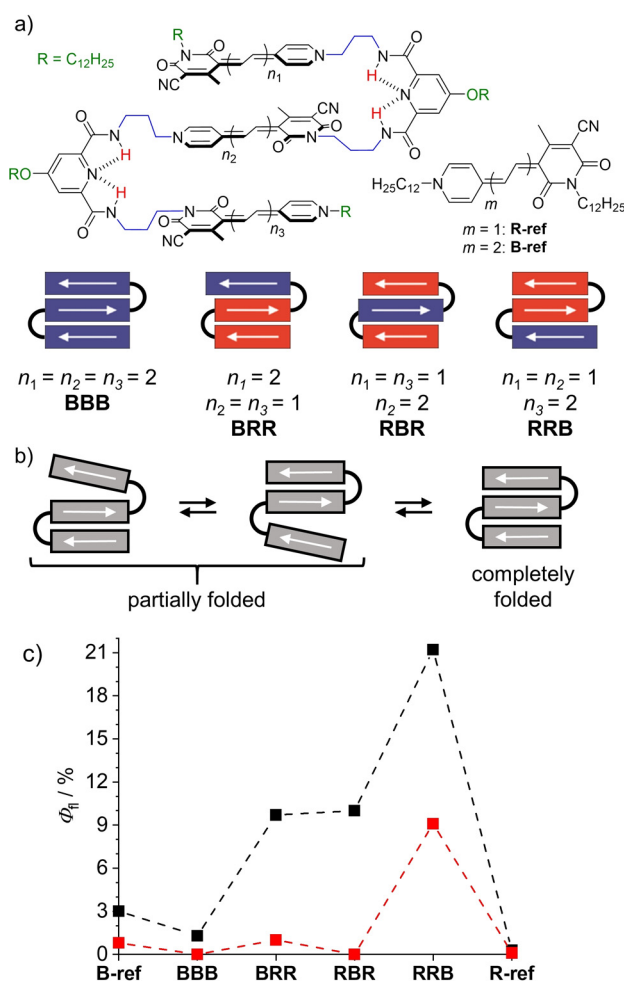 a)
R = C₁₂H₂₅
R
N
O
O
NC
n₁
N
N
H
O
H
N
OR
H
N
O
O
N
H
H
N
n₂
CN
O
O
N
RO
N
H
H
N
O
O
N
O
NC
n₃
N
R
CN
O
N
O
C₁₂H₂₅
H₂₅C₁₂
N
m
m = 1: R-ref
m = 2: B-ref
n₁ = n₂ = n₃ = 2
BBB
n₁ = 2
n₂ = n₃ = 1
BRR
n₁ = n₃ = 1
n₂ = 2
RBR
n₁ = n₂ = 1
n₃ = 2
RRB
b)
partially folded
completely
folded
c)
Φfl / %
21
18
15
12
9
6
3
0
B-ref BBB BRR RBR RRB R-ref